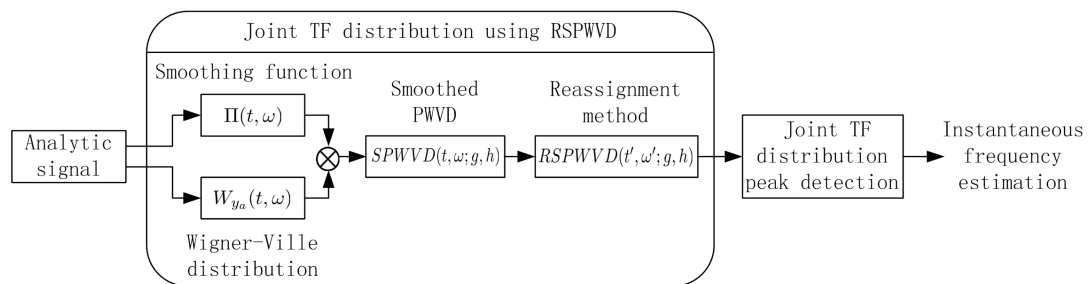 Joint TF distribution using RSPWVD
Smoothing function
Π(t,ω)
Analytic
signal
W_{y_a}(t,ω)
Wigner-Ville
distribution
Smoothed
PWVD
SPWVD(t,ω;g,h)
Reassignment
method
RSPWVD(t′,ω′;g,h)
Joint TF
distribution
peak detection
Instantaneous
frequency
estimation